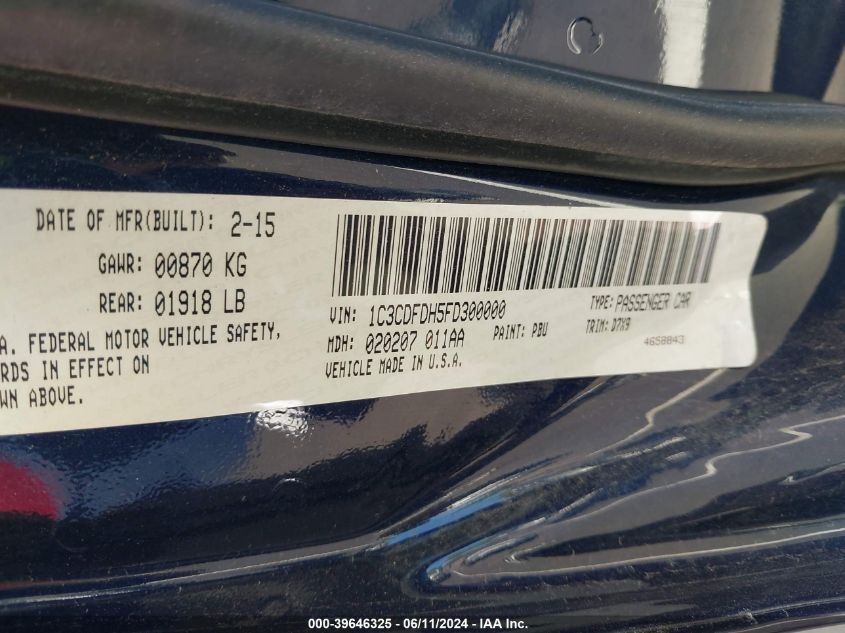 DATE OF MFR(BUILT): 2-15
GAWR: 00870 KG
REAR: 01918 LB
A. FEDERAL MOTOR VEHICLE SAFETY,
RDS IN EFFECT ON
WN ABOVE.
VIN: 1C3CDFDH5FD300000
TYPE: PASSENGER CAR
MDH: 020207 011AA
PAINT: PBU
TRIM: D7X9
VEHICLE MADE IN U.S.A.
4658843
000-39646325 - 06/11/2024 - IAA Inc.